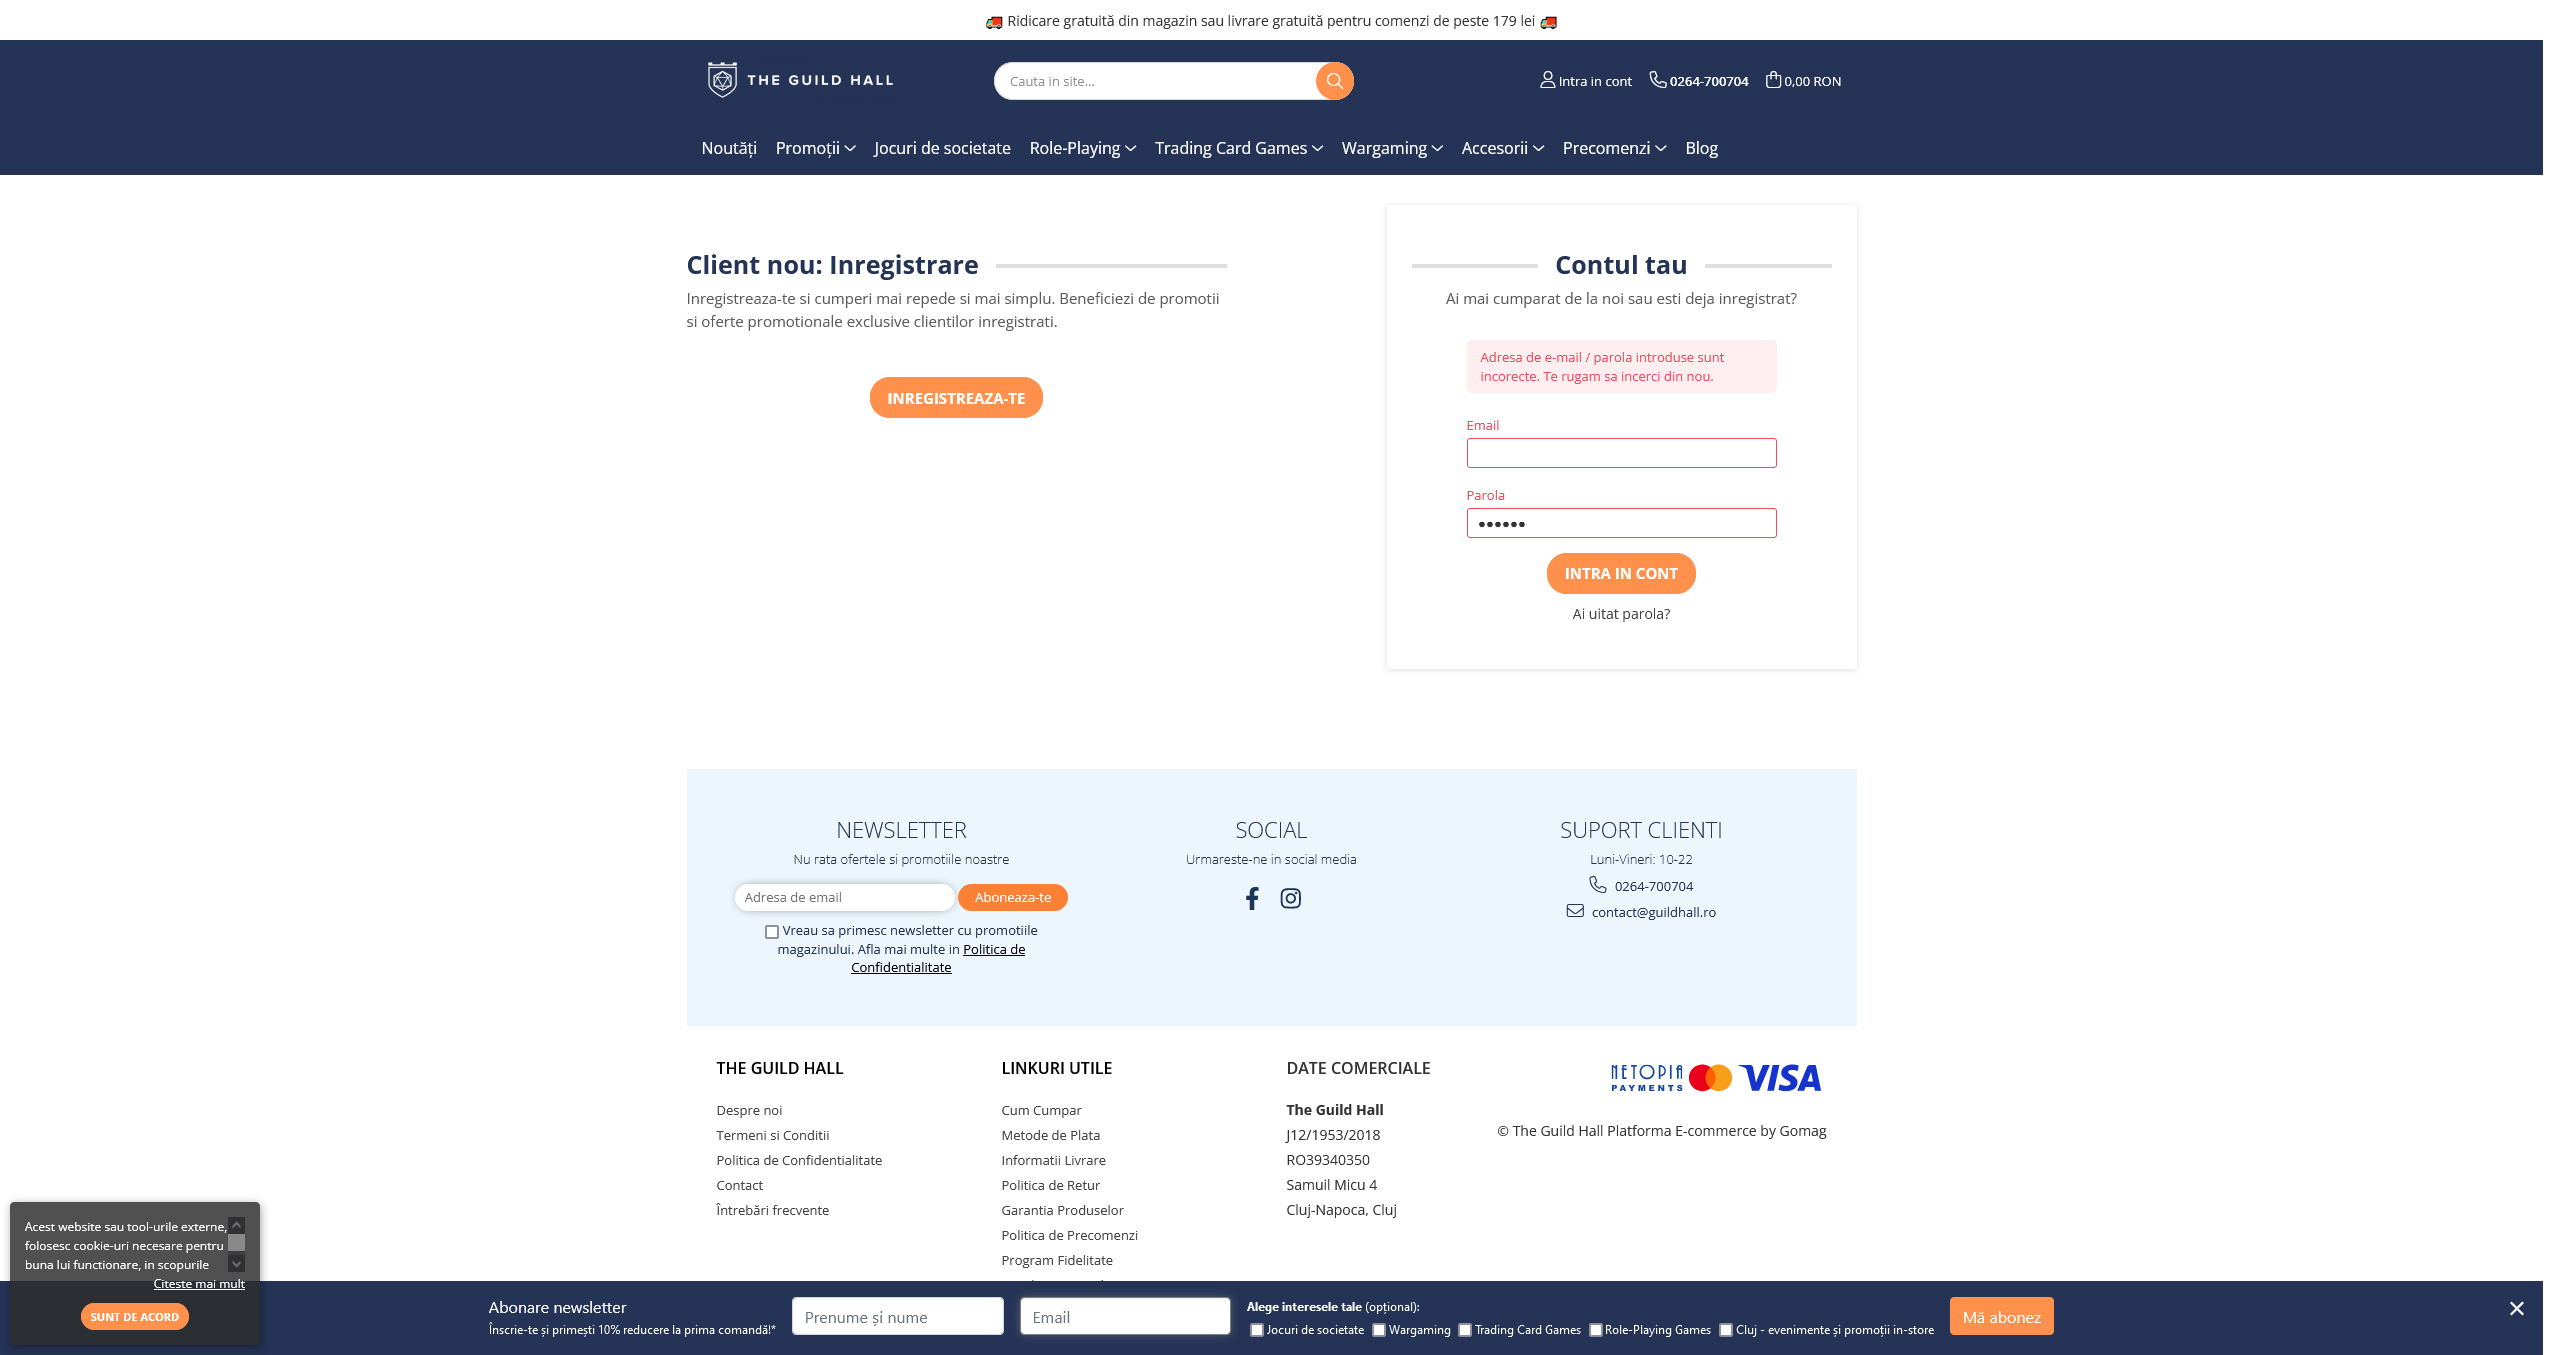 🚚 Ridicare gratuită din magazin sau livrare gratuită pentru comenzi de peste 179 lei 🚚
THE GUILD HALL
Cauta in site...
Intra in cont
0264-700704
0,00 RON
Noutăți Promoții Jocuri de societate Role-Playing Trading Card Games Wargaming Accesorii Precomenzi Blog
Client nou: Inregistrare
Inregistreaza-te si cumperi mai repede si mai simplu. Beneficiezi de promotii
si oferte promotionale exclusive clientilor inregistrati.
INREGISTREAZA-TE
Contul tau
Ai mai cumparat de la noi sau esti deja inregistrat?
Adresa de e-mail / parola introduse sunt
incorecte. Te rugam sa incerci din nou.
Email
Parola
••••••
INTRA IN CONT
Ai uitat parola?
NEWSLETTER
Nu rata ofertele si promotiile noastre
Adresa de email
Aboneaza-te
Vreau sa primesc newsletter cu promotiile
magazinului. Afla mai multe in Politica de
Confidentialitate
SOCIAL
Urmareste-ne in social media
SUPORT CLIENTI
Luni-Vineri: 10-22
0264-700704
contact@guildhall.ro
THE GUILD HALL
Despre noi
Termeni si Conditii
Politica de Confidentialitate
Contact
Întrebări frecvente
LINKURI UTILE
Cum Cumpar
Metode de Plata
Informatii Livrare
Politica de Retur
Garantia Produselor
Politica de Precomenzi
Program Fidelitate
DATE COMERCIALE
The Guild Hall
J12/1953/2018
RO39340350
Samuil Micu 4
Cluj-Napoca, Cluj
NETOPIA
PAYMENTS
VISA
© The Guild Hall Platforma E-commerce by Gomag
Acest website sau tool-urile externe,
folosesc cookie-uri necesare pentru
buna lui functionare, in scopurile
Citeste mai mult
SUNT DE ACORD
Abonare newsletter
Înscrie-te și primești 10% reducere la prima comandă!*
Prenume și nume
Email
Alege interesele tale (opțional):
Jocuri de societate Wargaming Trading Card Games Role-Playing Games Cluj - evenimente și promoții in-store
Mă abonez